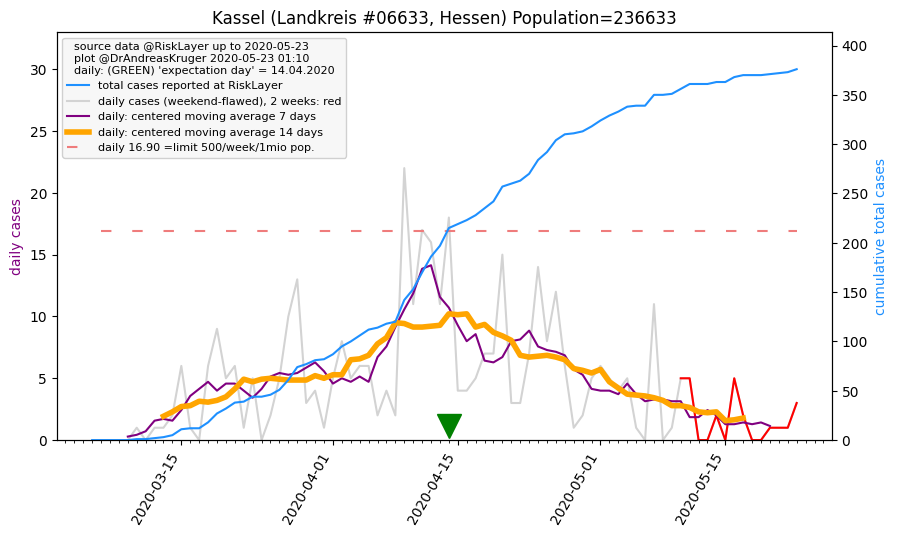 Kassel (Landkreis #06633, Hessen) Population=236633
source data @RiskLayer up to 2020-05-23
plot @DrAndreasKruger 2020-05-23 01:10
daily: (GREEN) 'expectation day' = 14.04.2020
total cases reported at RiskLayer
daily cases (weekend-flawed), 2 weeks: red
daily: centered moving average 7 days
daily: centered moving average 14 days
daily 16.90 =limit 500/week/1mio pop.
daily cases
30
25
20
15
10
5
0
cumulative total cases
400
350
300
250
200
150
100
50
0
2020-03-15
2020-04-01
2020-04-15
2020-05-01
2020-05-15